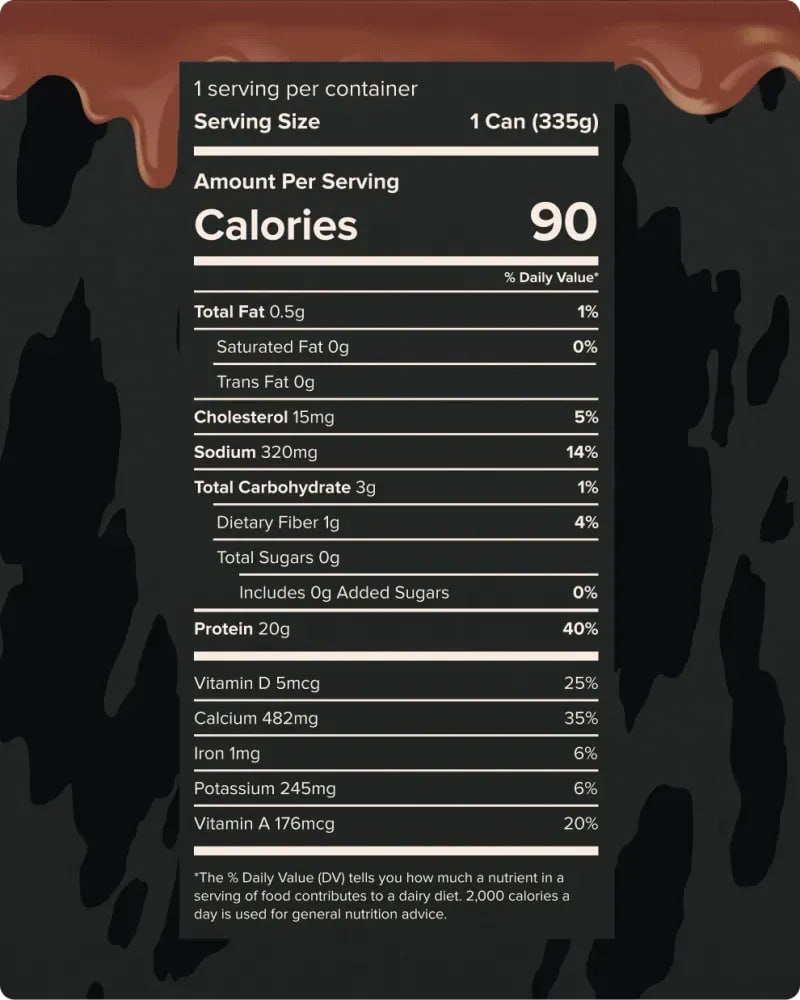 1 serving per container
Serving Size 1 Can (335g)
Amount Per Serving
Calories 90
% Daily Value*
Total Fat 0.5g 1%
Saturated Fat 0g 0%
Trans Fat 0g
Cholesterol 15mg 5%
Sodium 320mg 14%
Total Carbohydrate 3g 1%
Dietary Fiber 1g 4%
Total Sugars 0g
Includes 0g Added Sugars 0%
Protein 20g 40%
Vitamin D 5mcg 25%
Calcium 482mg 35%
Iron 1mg 6%
Potassium 245mg 6%
Vitamin A 176mcg 20%
*The % Daily Value (DV) tells you how much a nutrient in a
serving of food contributes to a dairy diet. 2,000 calories a
day is used for general nutrition advice.